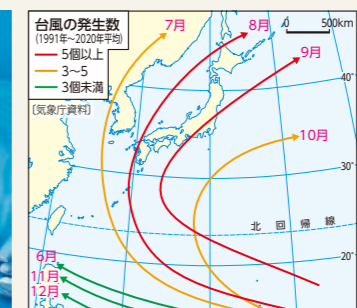 台風の発生数
(1991年~2020年平均)
5個以上
3~5
3個未満
[気象庁資料]
7月
8月
0 500km
9月
40°
10月
30°
北回帰線
20°
6月
11月
12月